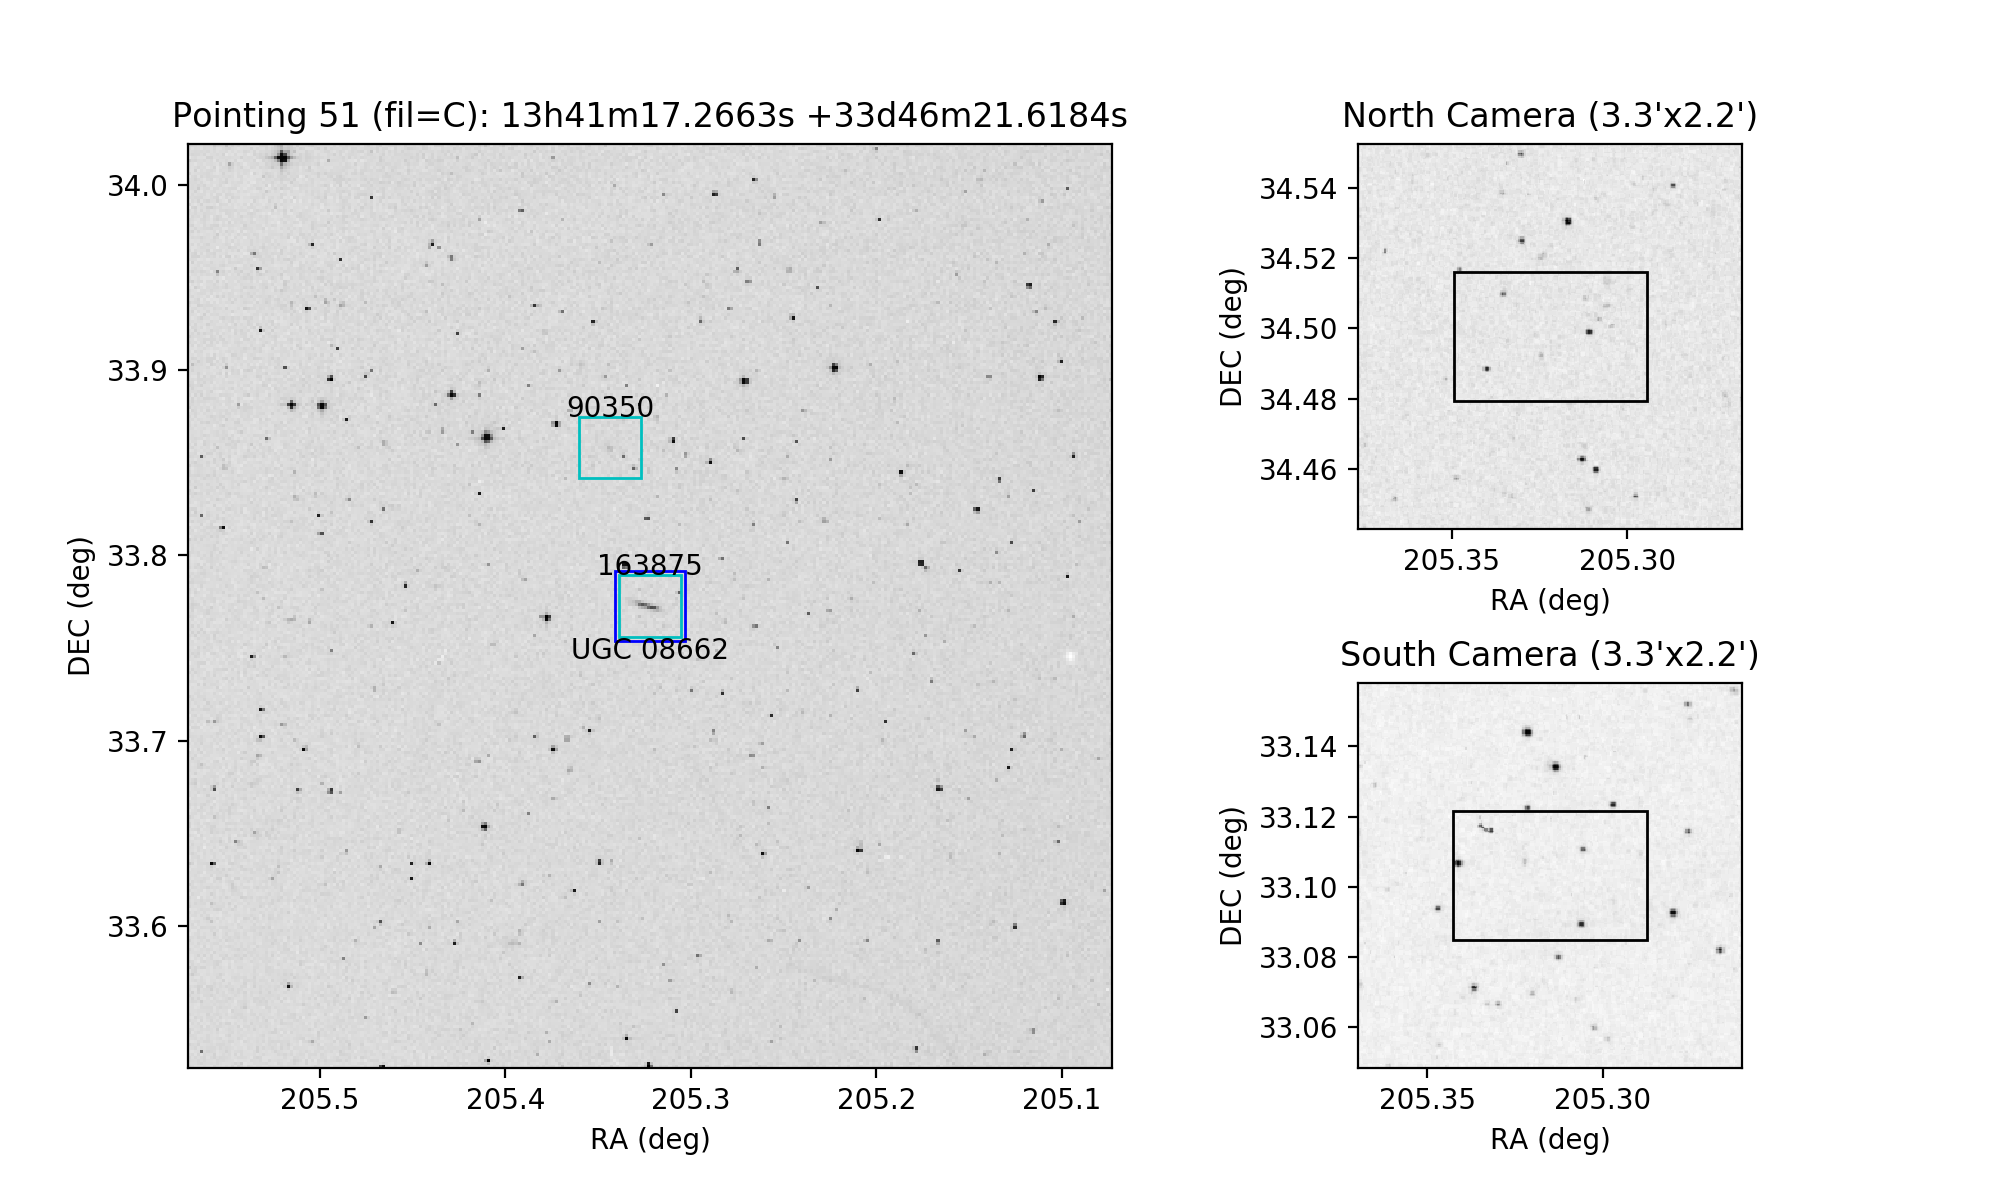 Pointing 51 (fil=C): 13h41m17.2663s +33d46m21.6184s
34.0
33.9
33.8
33.7
33.6
DEC (deg)
90350
163875
UGC 08662
205.5 205.4 205.3 205.2 205.1
RA (deg)
North Camera (3.3'x2.2')
34.54
34.52
34.50
34.48
34.46
DEC (deg)
205.35 205.30
RA (deg)
South Camera (3.3'x2.2')
33.14
33.12
33.10
33.08
33.06
DEC (deg)
205.35 205.30
RA (deg)